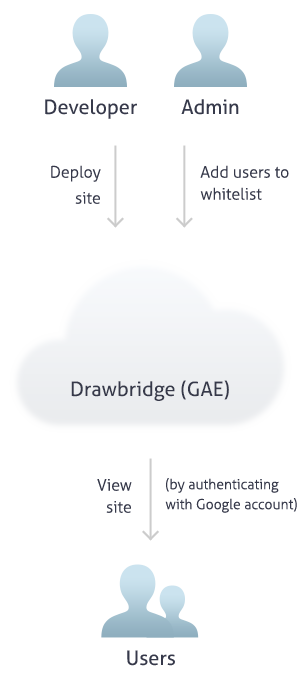 Developer
Admin
Deploy
site
Add users to
whitelist
Drawbridge (GAE)
View
site
(by authenticating
with Google account)
Users